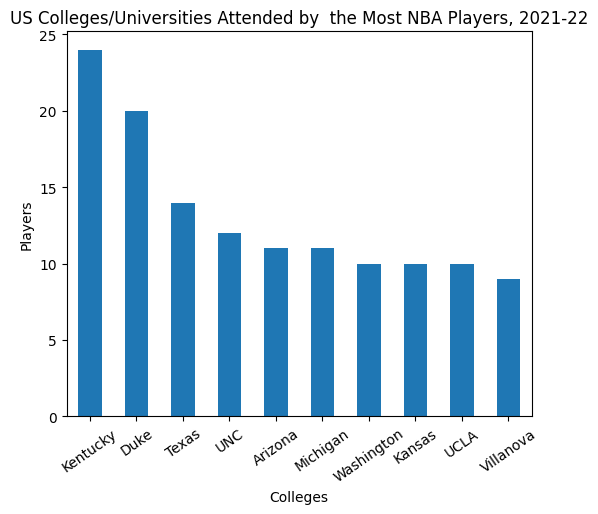 US Colleges/Universities Attended by  the Most NBA Players, 2021-22
25
20
15
10
5
0
Players
Kentucky
Duke
Texas
UNC
Arizona
Michigan
Washington
Kansas
UCLA
Villanova
Colleges